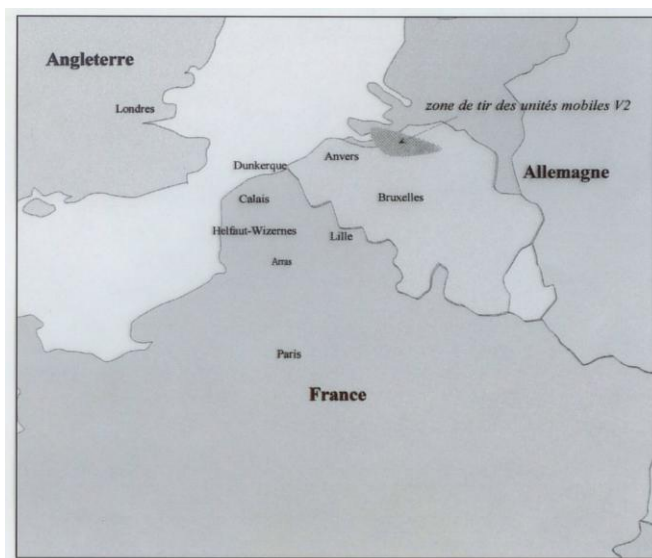 Angleterre
Londres
zone de tir des unités mobiles V2
Dunkerque
Anvers
Allemagne
Calais
Bruxelles
Helfaut-Wizernes
Lille
Arras
Paris
France